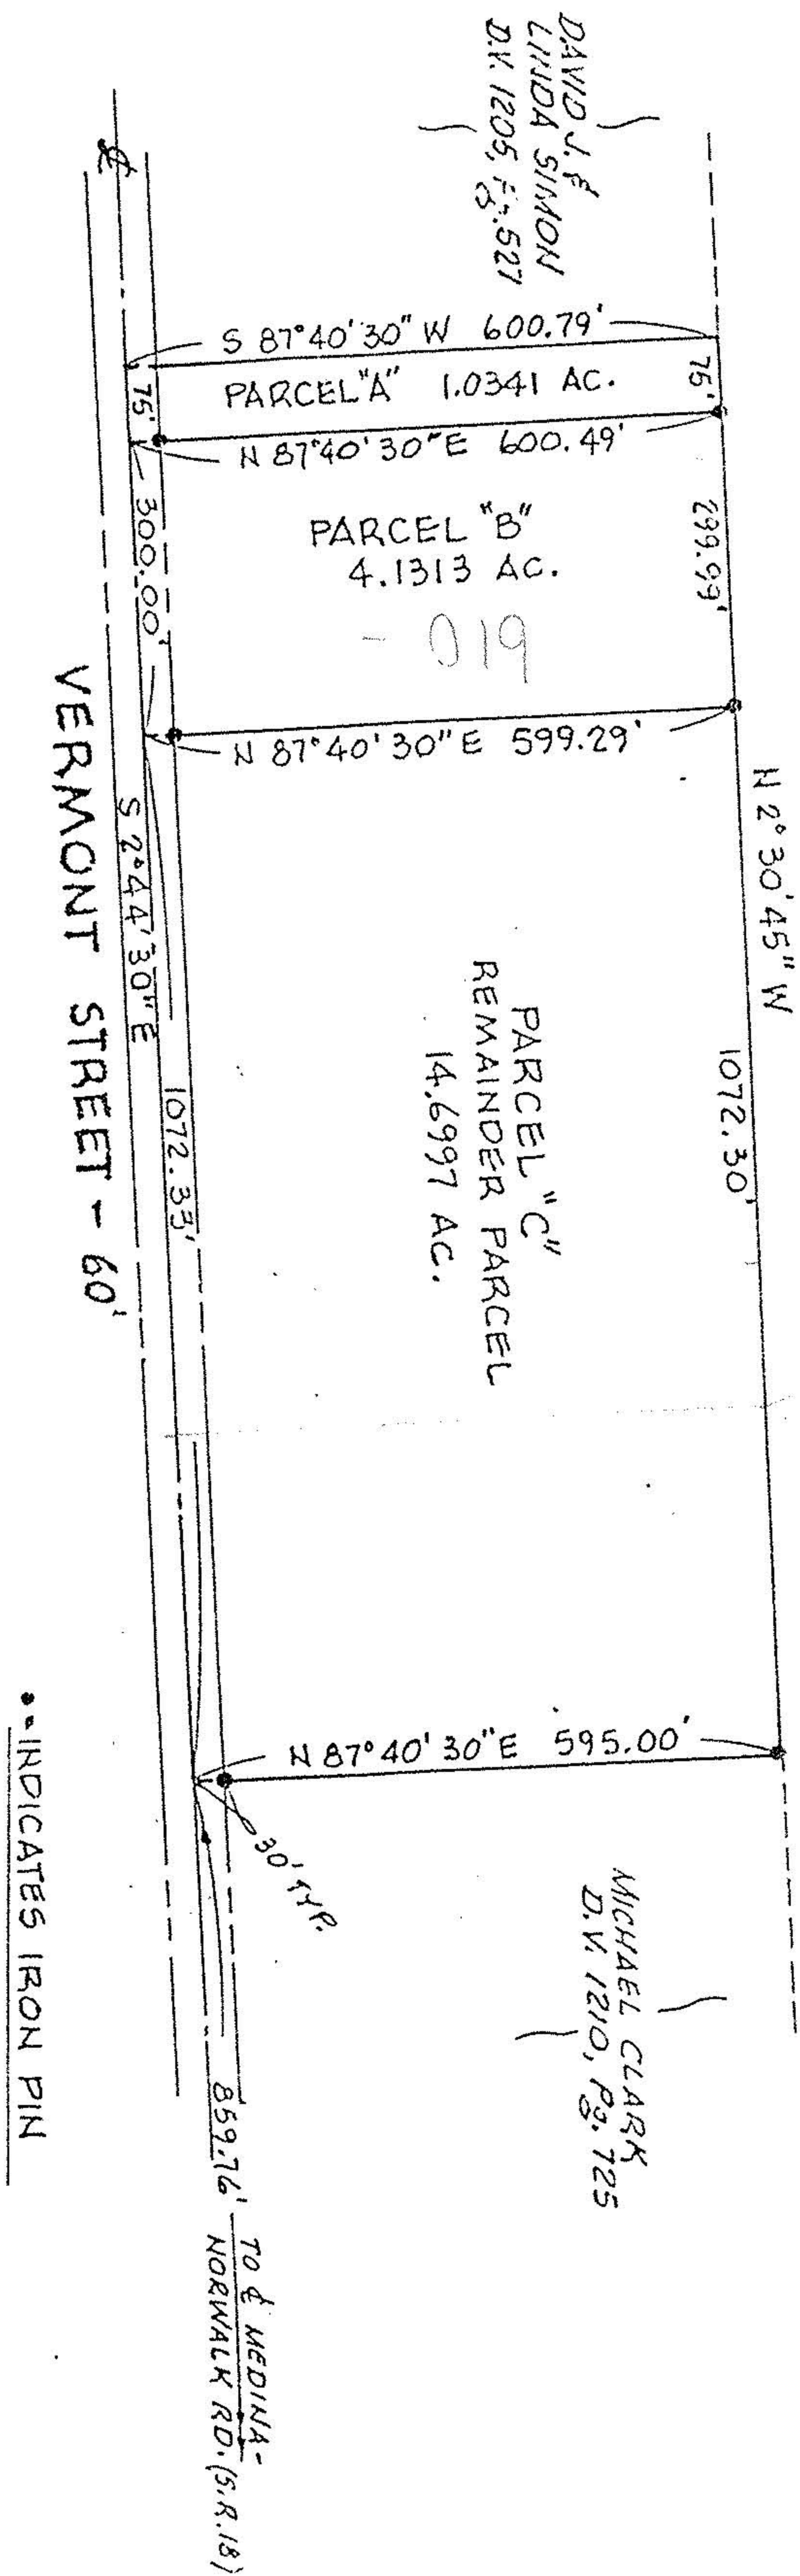 DAVID J. &
LINDA SIMON
D.V. 1205, Pg. 527
S 87°40'30" W 600.79'
PARCEL "A" 1.0341 AC.
75'
75'
N 87°40'30" E 600.49'
PARCEL "B"
4.1313 AC.
- 019
300.00'
299.99'
N 87°40'30" E 599.29'
N 2°30'45" W
1072.30'
S 2°44'30" E
1072.33'
VERMONT STREET - 60'
PARCEL "C"
REMAINDER PARCEL
14.6997 AC.
N 87°40'30" E 595.00'
30' TYP.
MICHAEL CLARK
D.V. 1210, Pg. 725
859.76' TO ℄ MEDINA-
NORWALK RD. (S.R.18)
• - INDICATES IRON PIN
℄